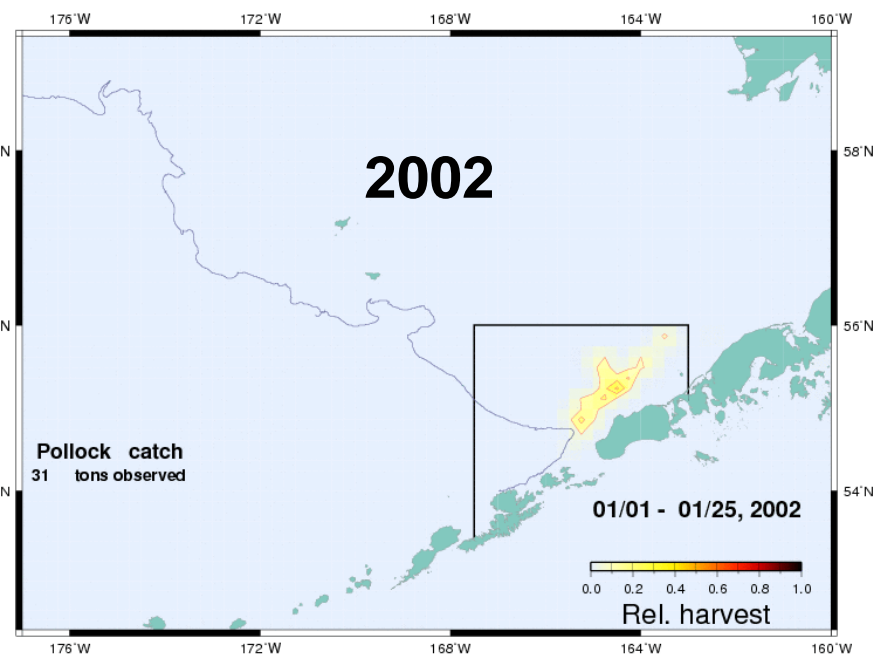 176°W 172°W 168°W 164°W 160°W
N 58°N
2002
N 56°N
Pollock catch
31 tons observed
N 54°N
01/01 - 01/25, 2002
0.0 0.2 0.4 0.6 0.8 1.0
Rel. harvest
176°W 172°W 168°W 164°W 160°W